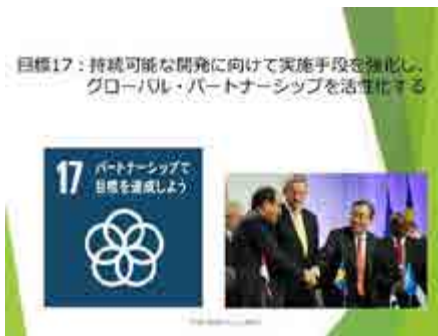 目標17：持続可能な開発に向けて実施手段を強化し、
グローバル・パートナーシップを活性化する
17 パートナーシップで
目標を達成しよう